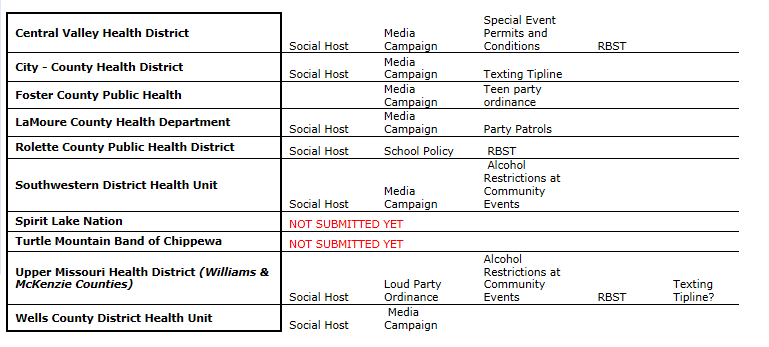 Central Valley Health District
Social Host
Media
Campaign
Special Event
Permits and
Conditions
RBST
City - County Health District
Social Host
Media
Campaign
Texting Tipline
Foster County Public Health
Media
Campaign
Teen party
ordinance
LaMoure County Health Department
Social Host
Media
Campaign
Party Patrols
Rolette County Public Health District
Social Host
School Policy
RBST
Southwestern District Health Unit
Social Host
Media
Campaign
Alcohol
Restrictions at
Community
Events
Spirit Lake Nation
NOT SUBMITTED YET
Turtle Mountain Band of Chippewa
NOT SUBMITTED YET
Upper Missouri Health District (Williams &
McKenzie Counties)
Social Host
Loud Party
Ordinance
Alcohol
Restrictions at
Community
Events
RBST
Texting
Tipline?
Wells County District Health Unit
Social Host
Media
Campaign